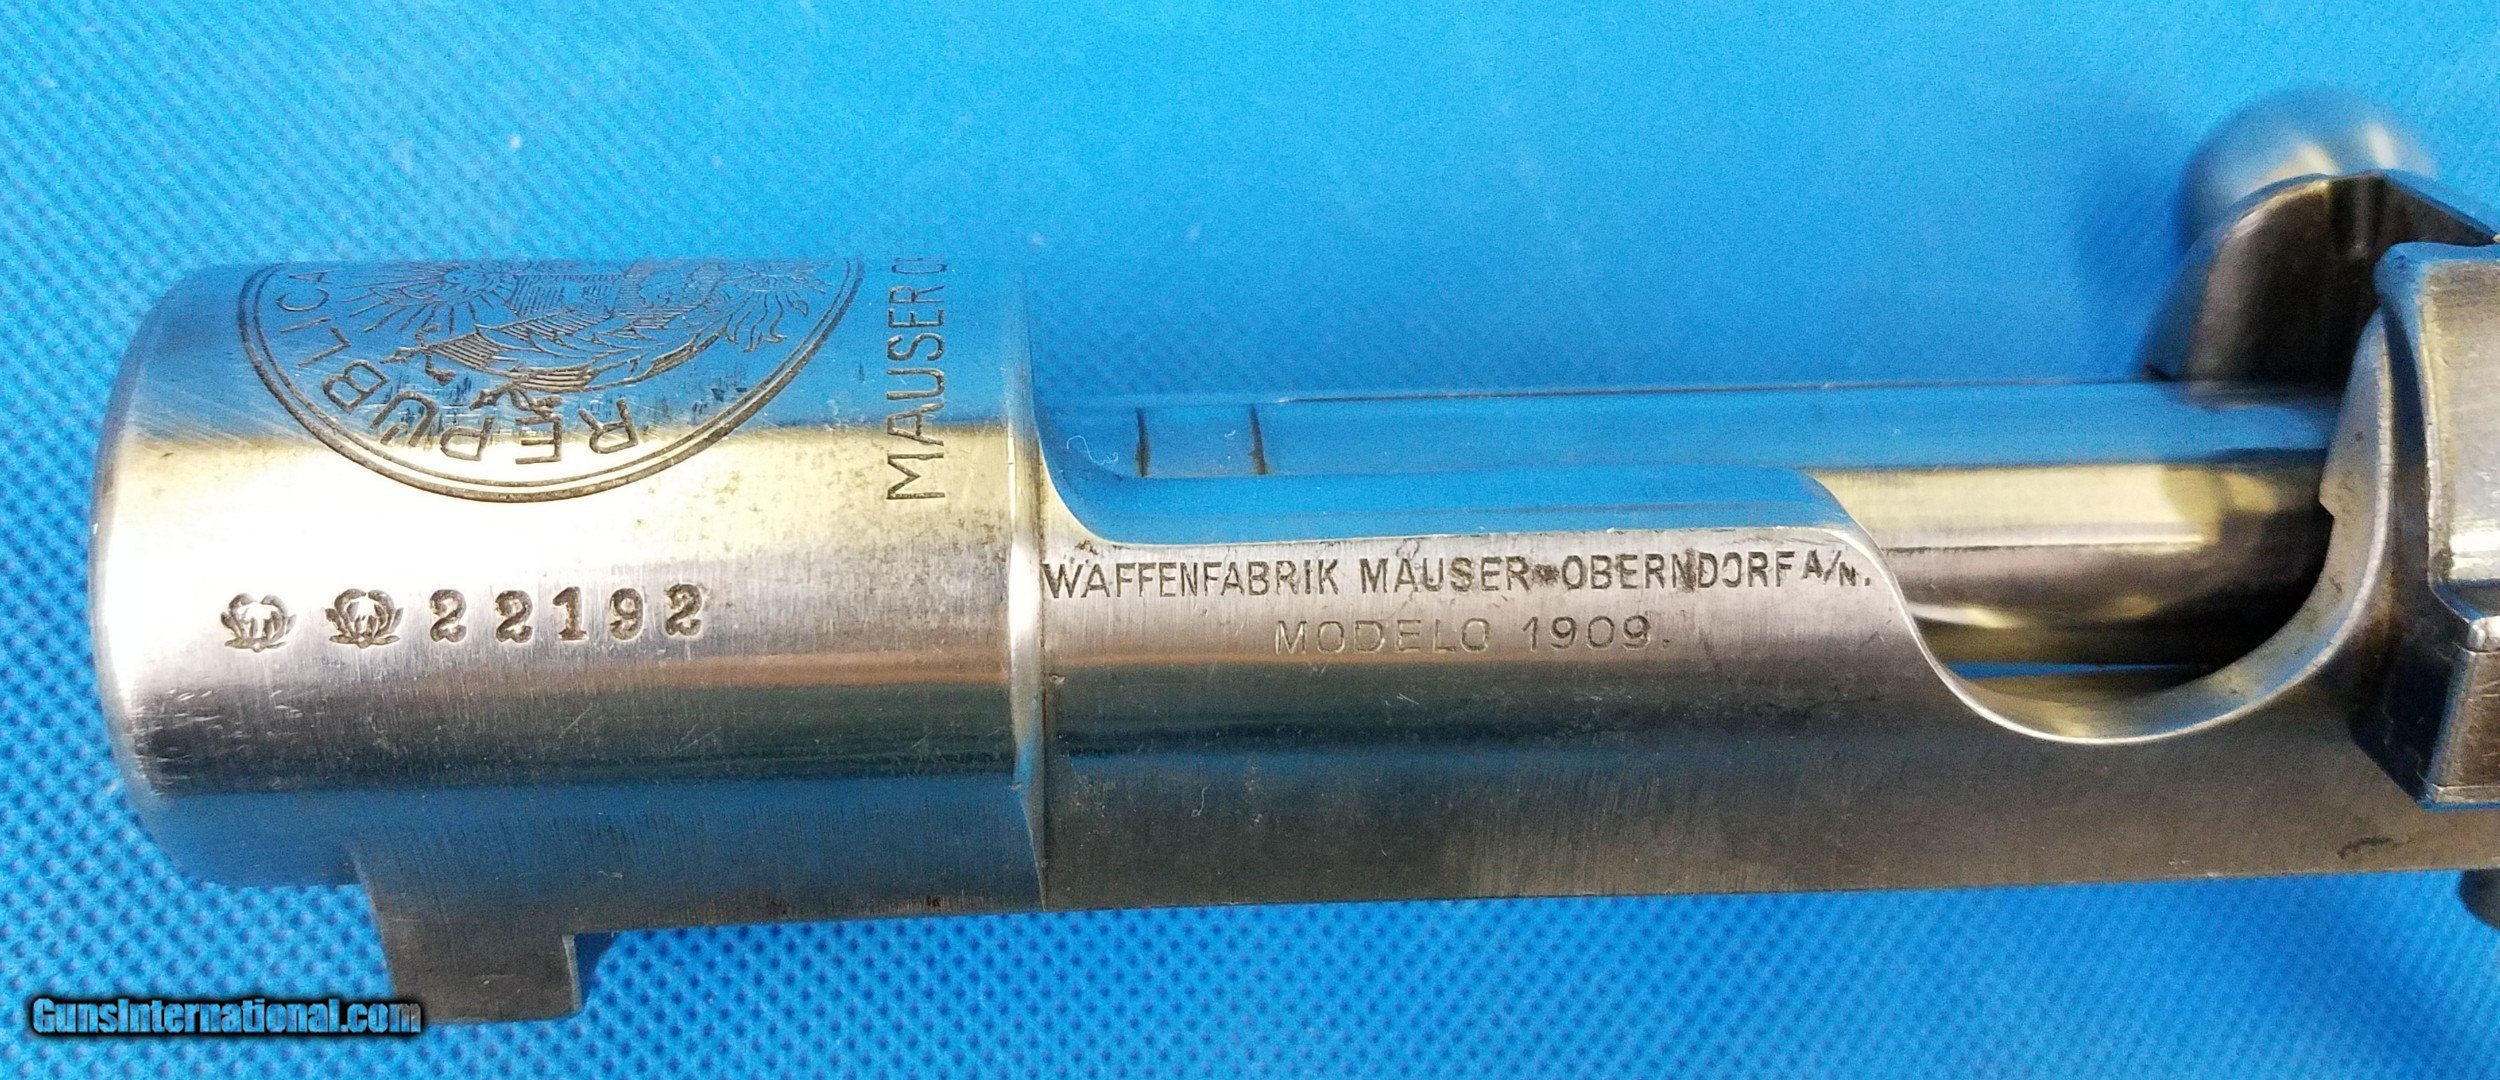 REPUBLICA
MAUSER
22192
WAFFENFABRIK MAUSER-OBERNDORF A/N.
MODELO 1909.
GunsInternational.com